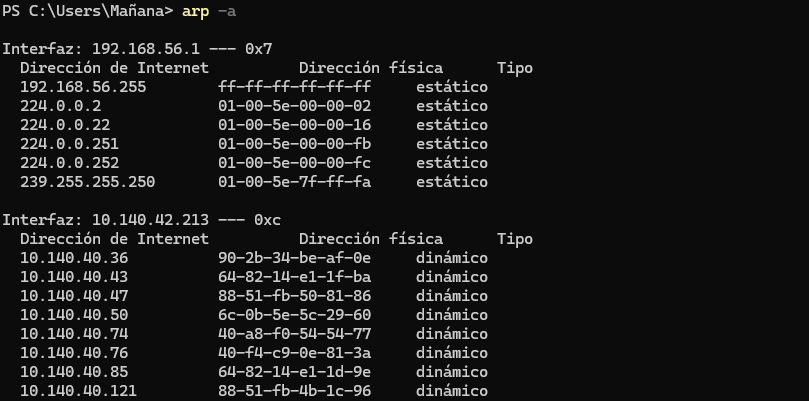 PS C:\Users\Mañana> arp -a
Interfaz: 192.168.56.1 --- 0x7
Dirección de Internet Dirección física Tipo
192.168.56.255 ff-ff-ff-ff-ff-ff estático
224.0.0.2 01-00-5e-00-00-02 estático
224.0.0.22 01-00-5e-00-00-16 estático
224.0.0.251 01-00-5e-00-00-fb estático
224.0.0.252 01-00-5e-00-00-fc estático
239.255.255.250 01-00-5e-7f-ff-fa estático
Interfaz: 10.140.42.213 --- 0xc
Dirección de Internet Dirección física Tipo
10.140.40.36 90-2b-34-be-af-0e dinámico
10.140.40.43 64-82-14-e1-1f-ba dinámico
10.140.40.47 88-51-fb-50-81-86 dinámico
10.140.40.50 6c-0b-5e-5c-29-60 dinámico
10.140.40.74 40-a8-f0-54-54-77 dinámico
10.140.40.76 40-f4-c9-0e-81-3a dinámico
10.140.40.85 64-82-14-e1-1d-9e dinámico
10.140.40.121 88-51-fb-4b-1c-96 dinámico